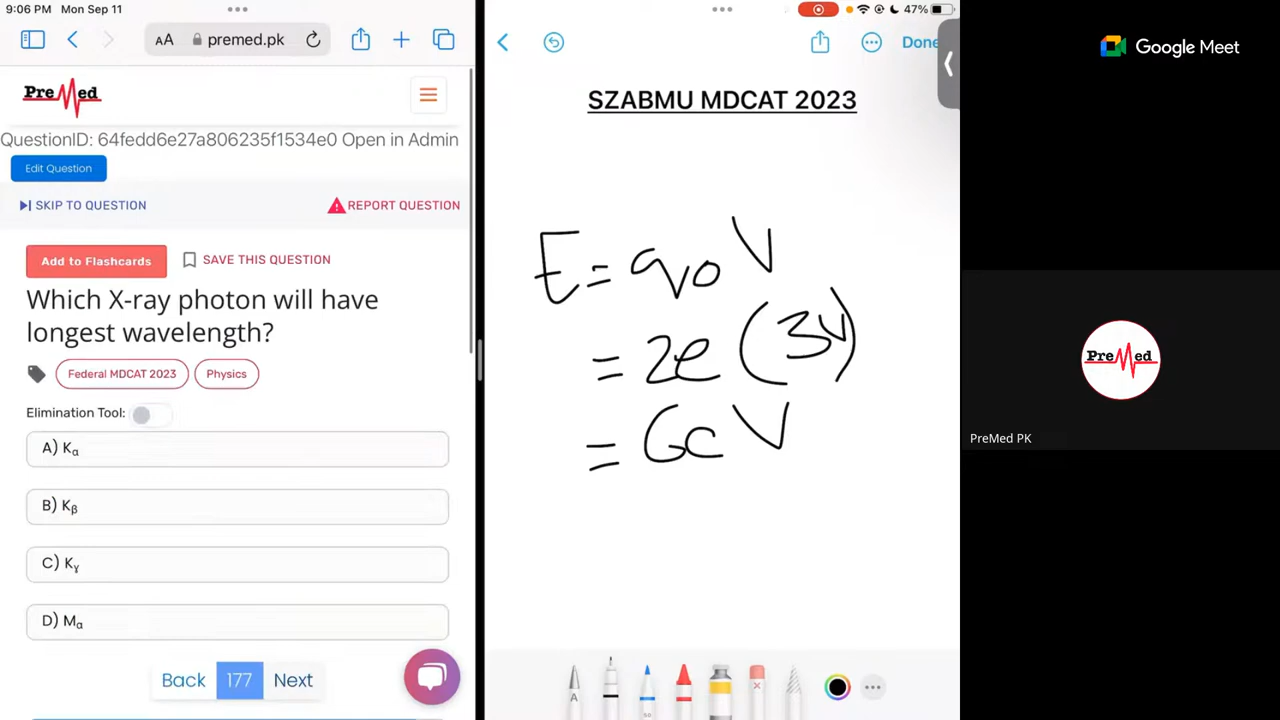 9:06 PM Mon Sep 11
47%
AA premed.pk
Done
Google Meet
PreMed
SZABMU MDCAT 2023
QuestionID: 64fedd6e27a806235f1534e0 Open in Admin
Edit Question
SKIP TO QUESTION
REPORT QUESTION
Add to Flashcards
SAVE THIS QUESTION
Which X-ray photon will have
longest wavelength?
Federal MDCAT 2023
Physics
Elimination Tool:
A) Kα
B) Kβ
C) Kγ
D) Mα
Back 177 Next
E = q₀ V
= 2e (3V)
= 6e V
PreMed
PreMed PK